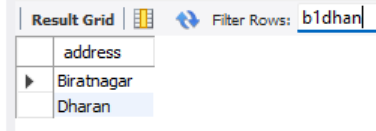 Result Grid Filter Rows: b1dhan
address
Biratnagar
Dharan